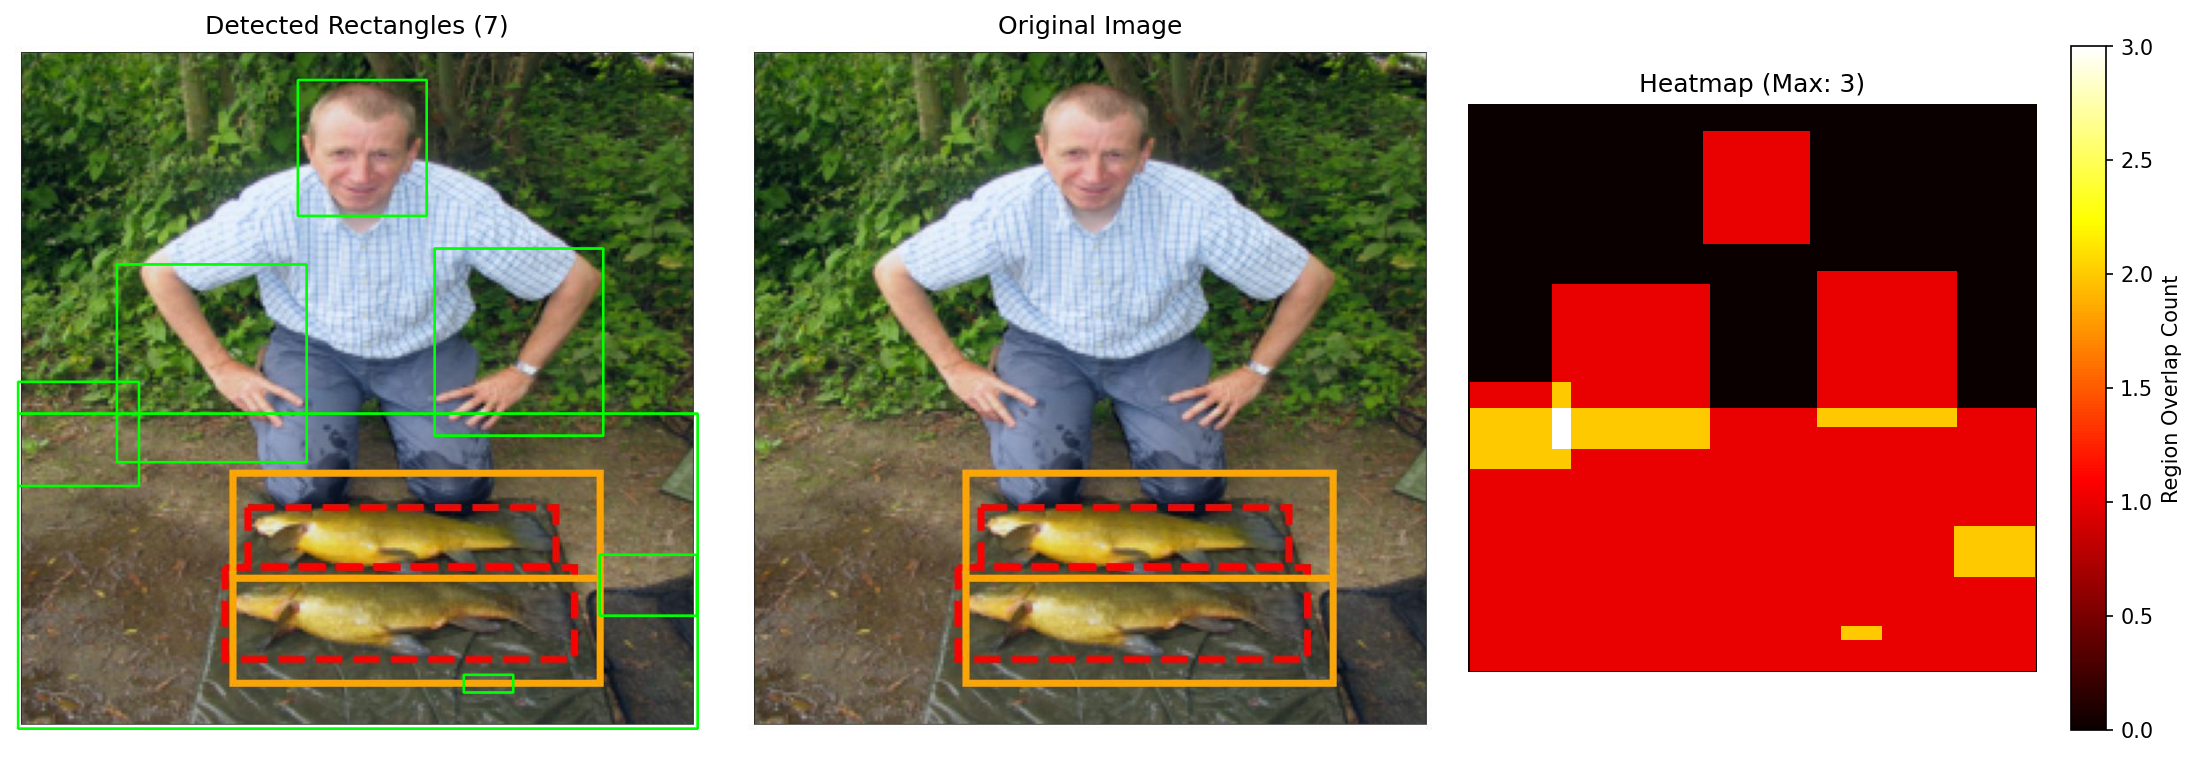 Detected Rectangles (7)
Original Image
Heatmap (Max: 3)
3.0
2.5
2.0
1.5
1.0
0.5
0.0
Region Overlap Count